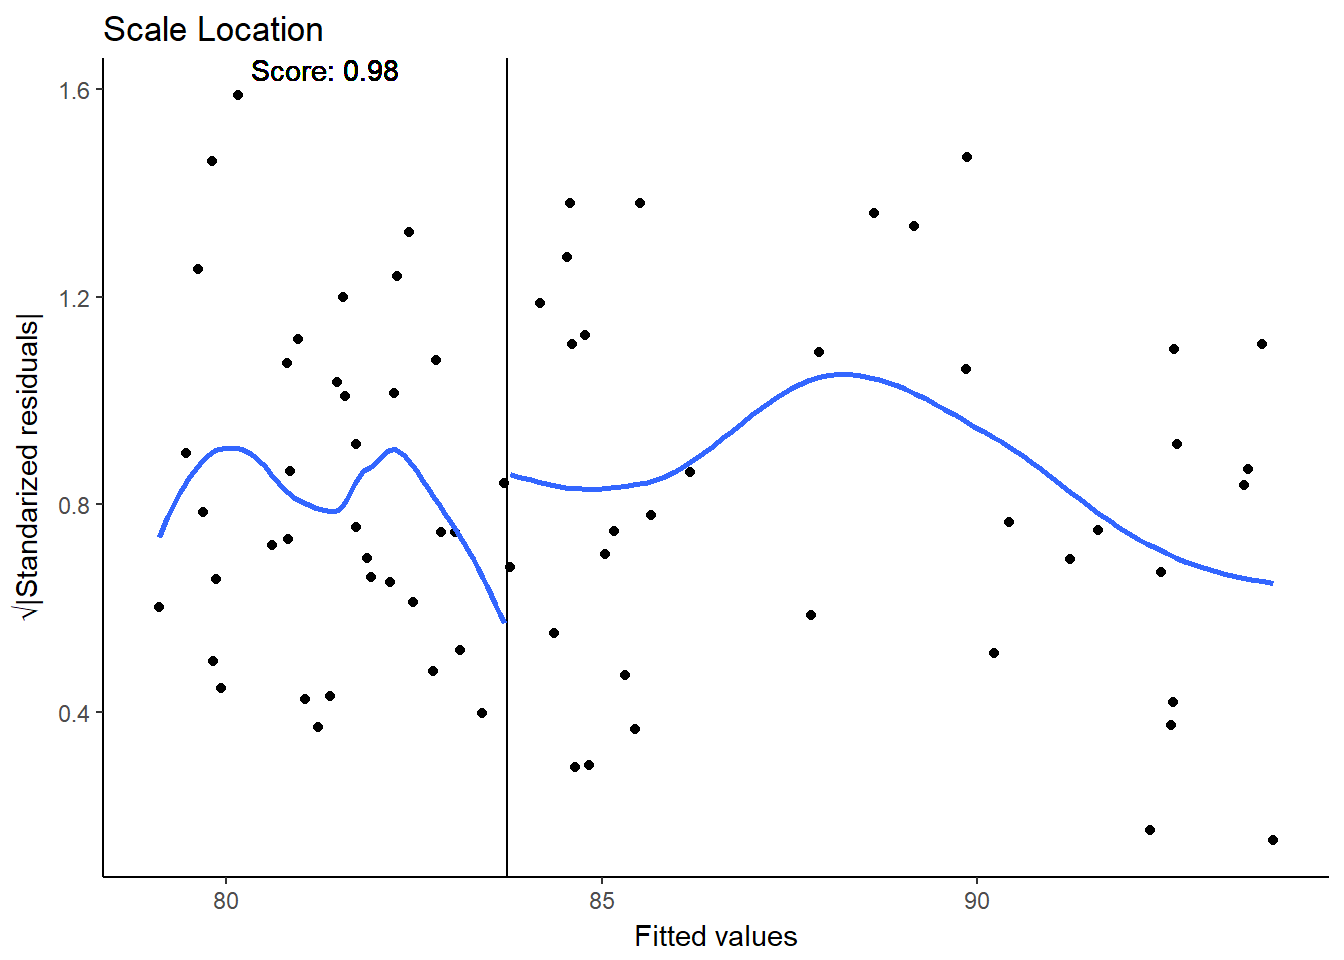 Scale Location
Score: 0.98
1.6
1.2
0.8
0.4
√|Standarized residuals|
80
85
90
Fitted values